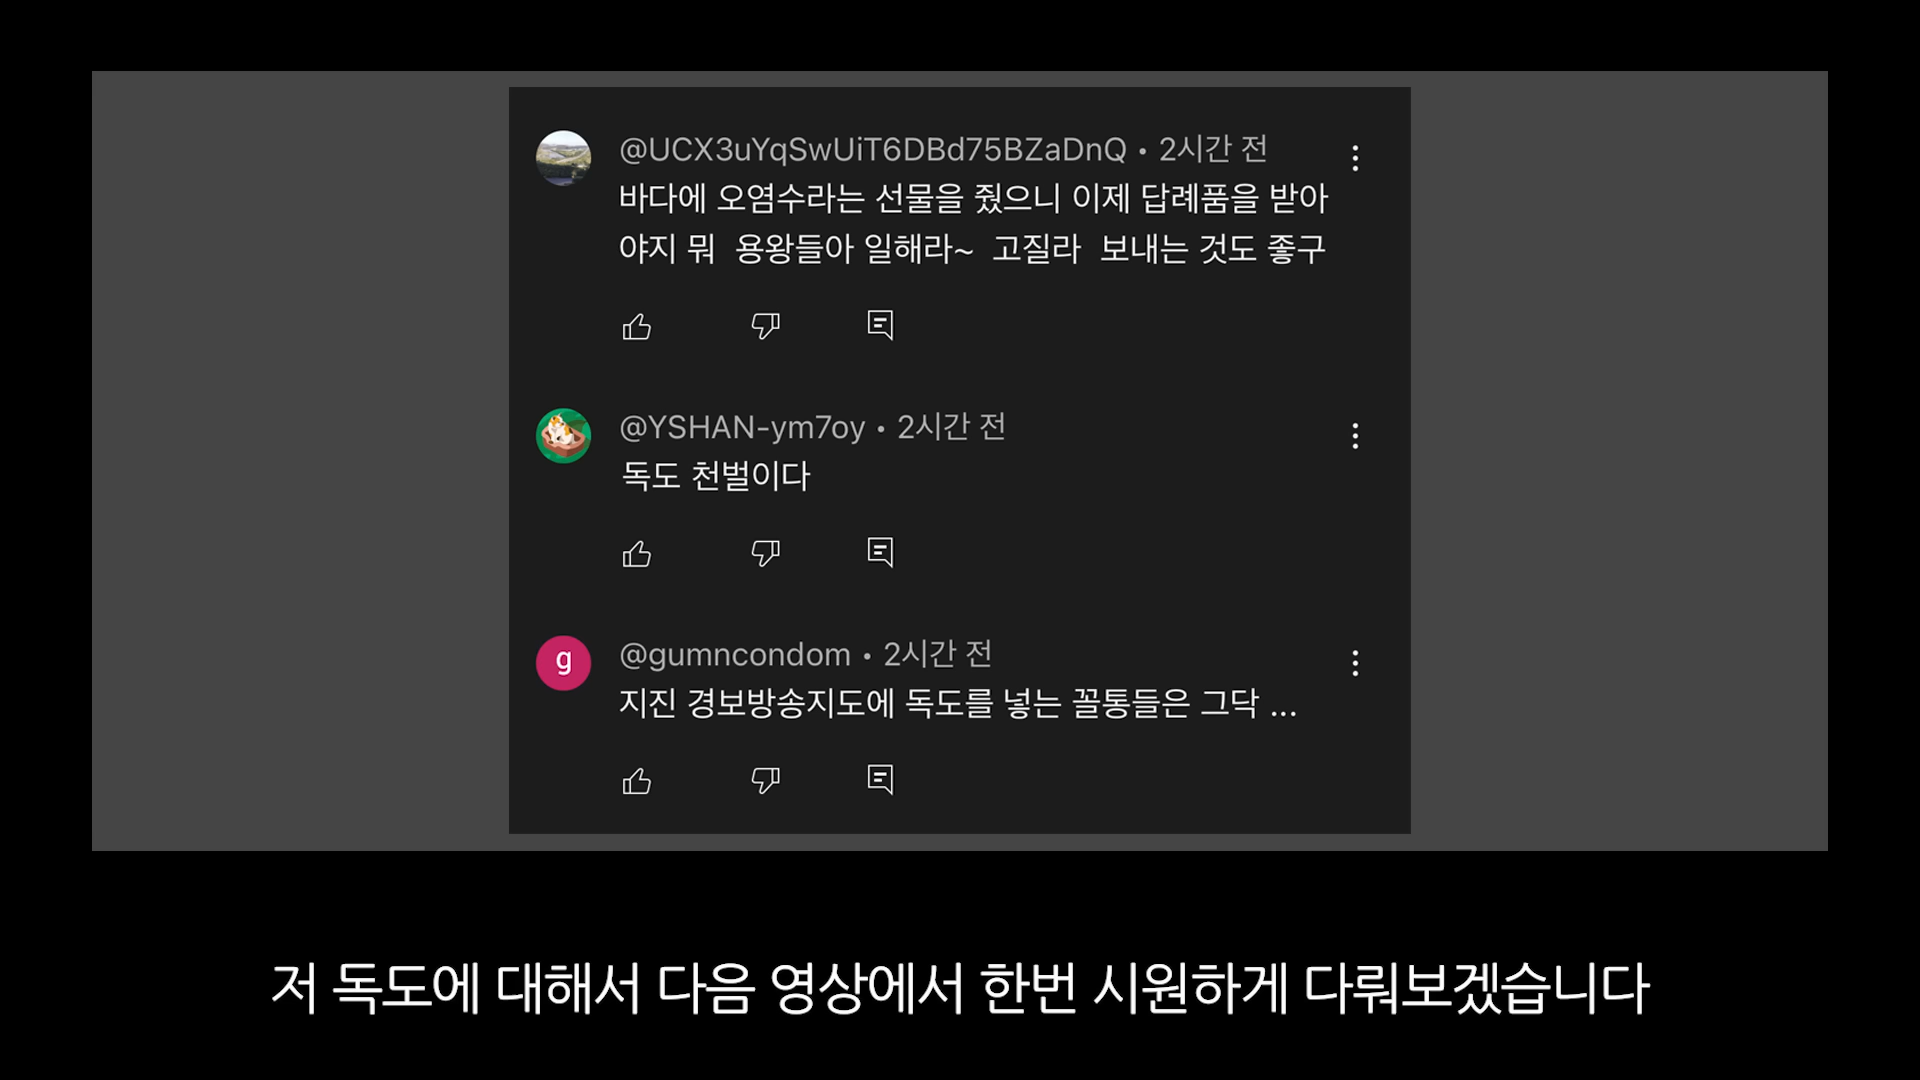 @UCX3uYqSwUiT6DBd75BZaDnQ • 2시간 전
바다에 오염수라는 선물을 줬으니 이제 답례품을 받아
야지 뭐  용왕들아 일해라~  고질라  보내는 것도 좋구
@YSHAN-ym7oy • 2시간 전
독도 천벌이다
g
@gumncondom • 2시간 전
지진 경보방송지도에 독도를 넣는 꼴통들은 그닥 ...
저 독도에 대해서 다음 영상에서 한번 시원하게 다뤄보겠습니다